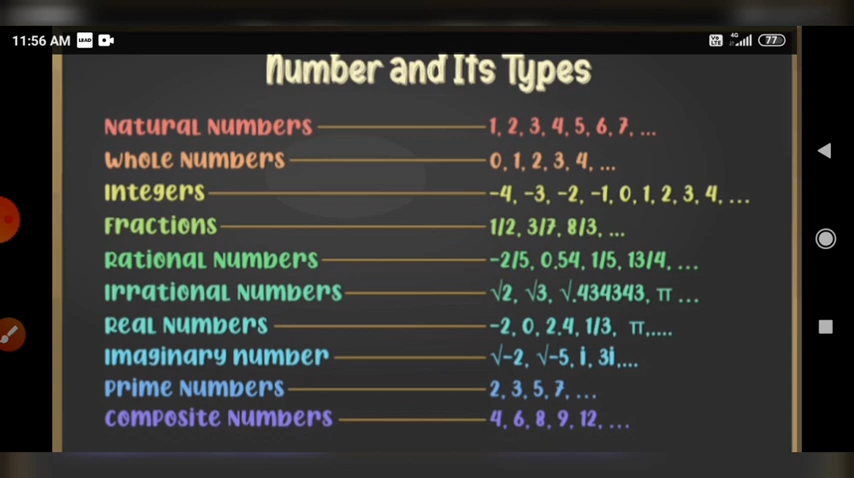 11:56 AM LEAD Vo LTE 4G 77
Number and Its Types
Natural Numbers 1, 2, 3, 4, 5, 6, 7, ...
Whole Numbers 0, 1, 2, 3, 4, ...
Integers -4, -3, -2, -1, 0, 1, 2, 3, 4, ...
Fractions 1/2, 3/7, 8/3, ...
Rational Numbers -2/5, 0.54, 1/5, 13/4, ...
Irrational Numbers √2, √3, √.434343, π ...
Real Numbers -2, 0, 2.4, 1/3, π,....
Imaginary number √-2, √-5, i, 3i,...
Prime Numbers 2, 3, 5, 7, ...
Composite Numbers 4, 6, 8, 9, 12, ...